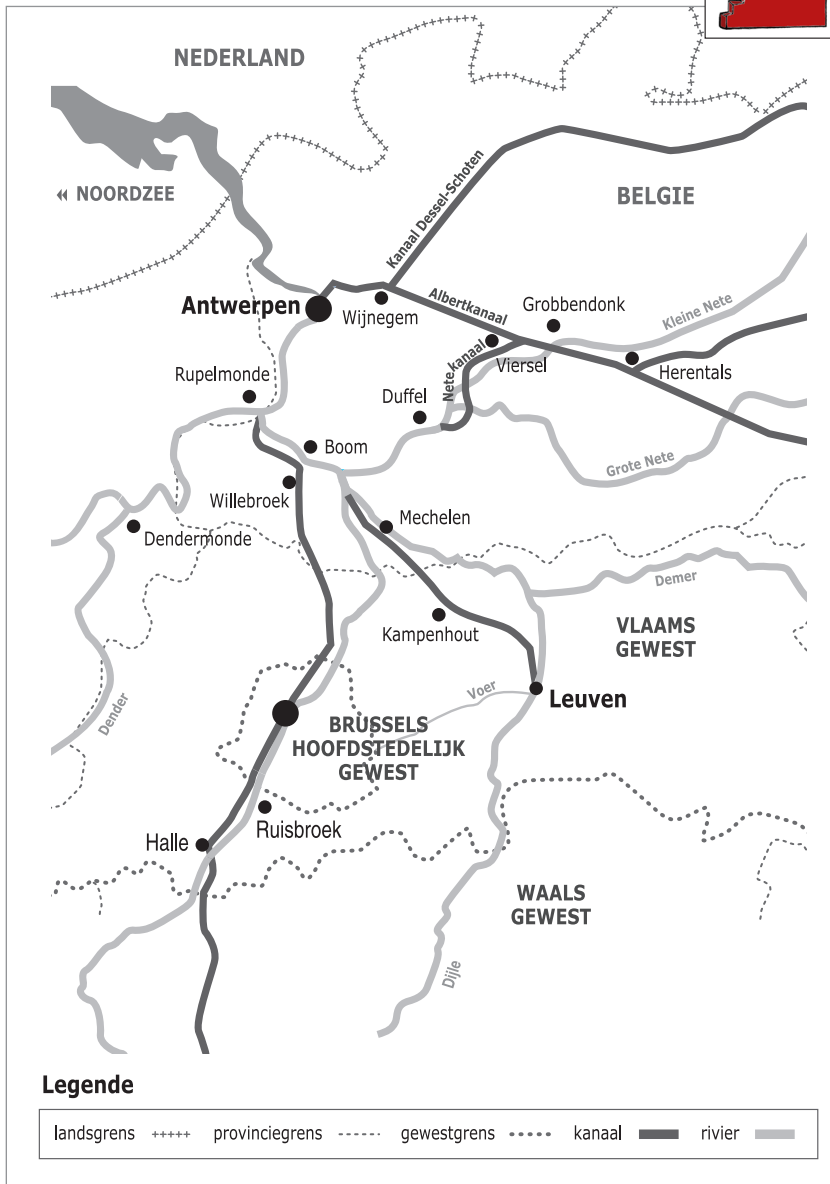 NEDERLAND
NOORDZEE
BELGIE
Kanaal Dessel-Schoten
Antwerpen
Wijnegem
Albertkanaal
Grobbendonk
Kleine Nete
Netekanaal
Viersel
Herentals
Rupelmonde
Duffel
Boom
Grote Nete
Willebroek
Mechelen
Dendermonde
Demer
Kampenhout
VLAAMS
GEWEST
Voer
Leuven
Dender
BRUSSELS
HOOFDSTEDELIJK
GEWEST
Ruisbroek
Halle
WAALS
GEWEST
Dijle
Legende
landsgrens provinciegrens gewestgrens kanaal rivier